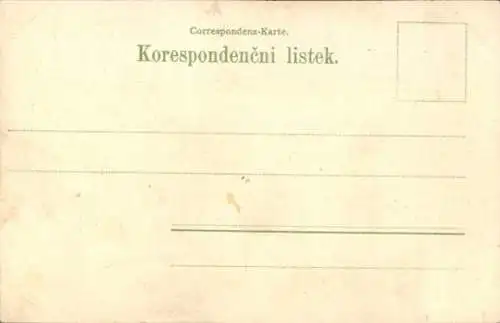 Correspondenz-Karte.
Korespondenčni listek.